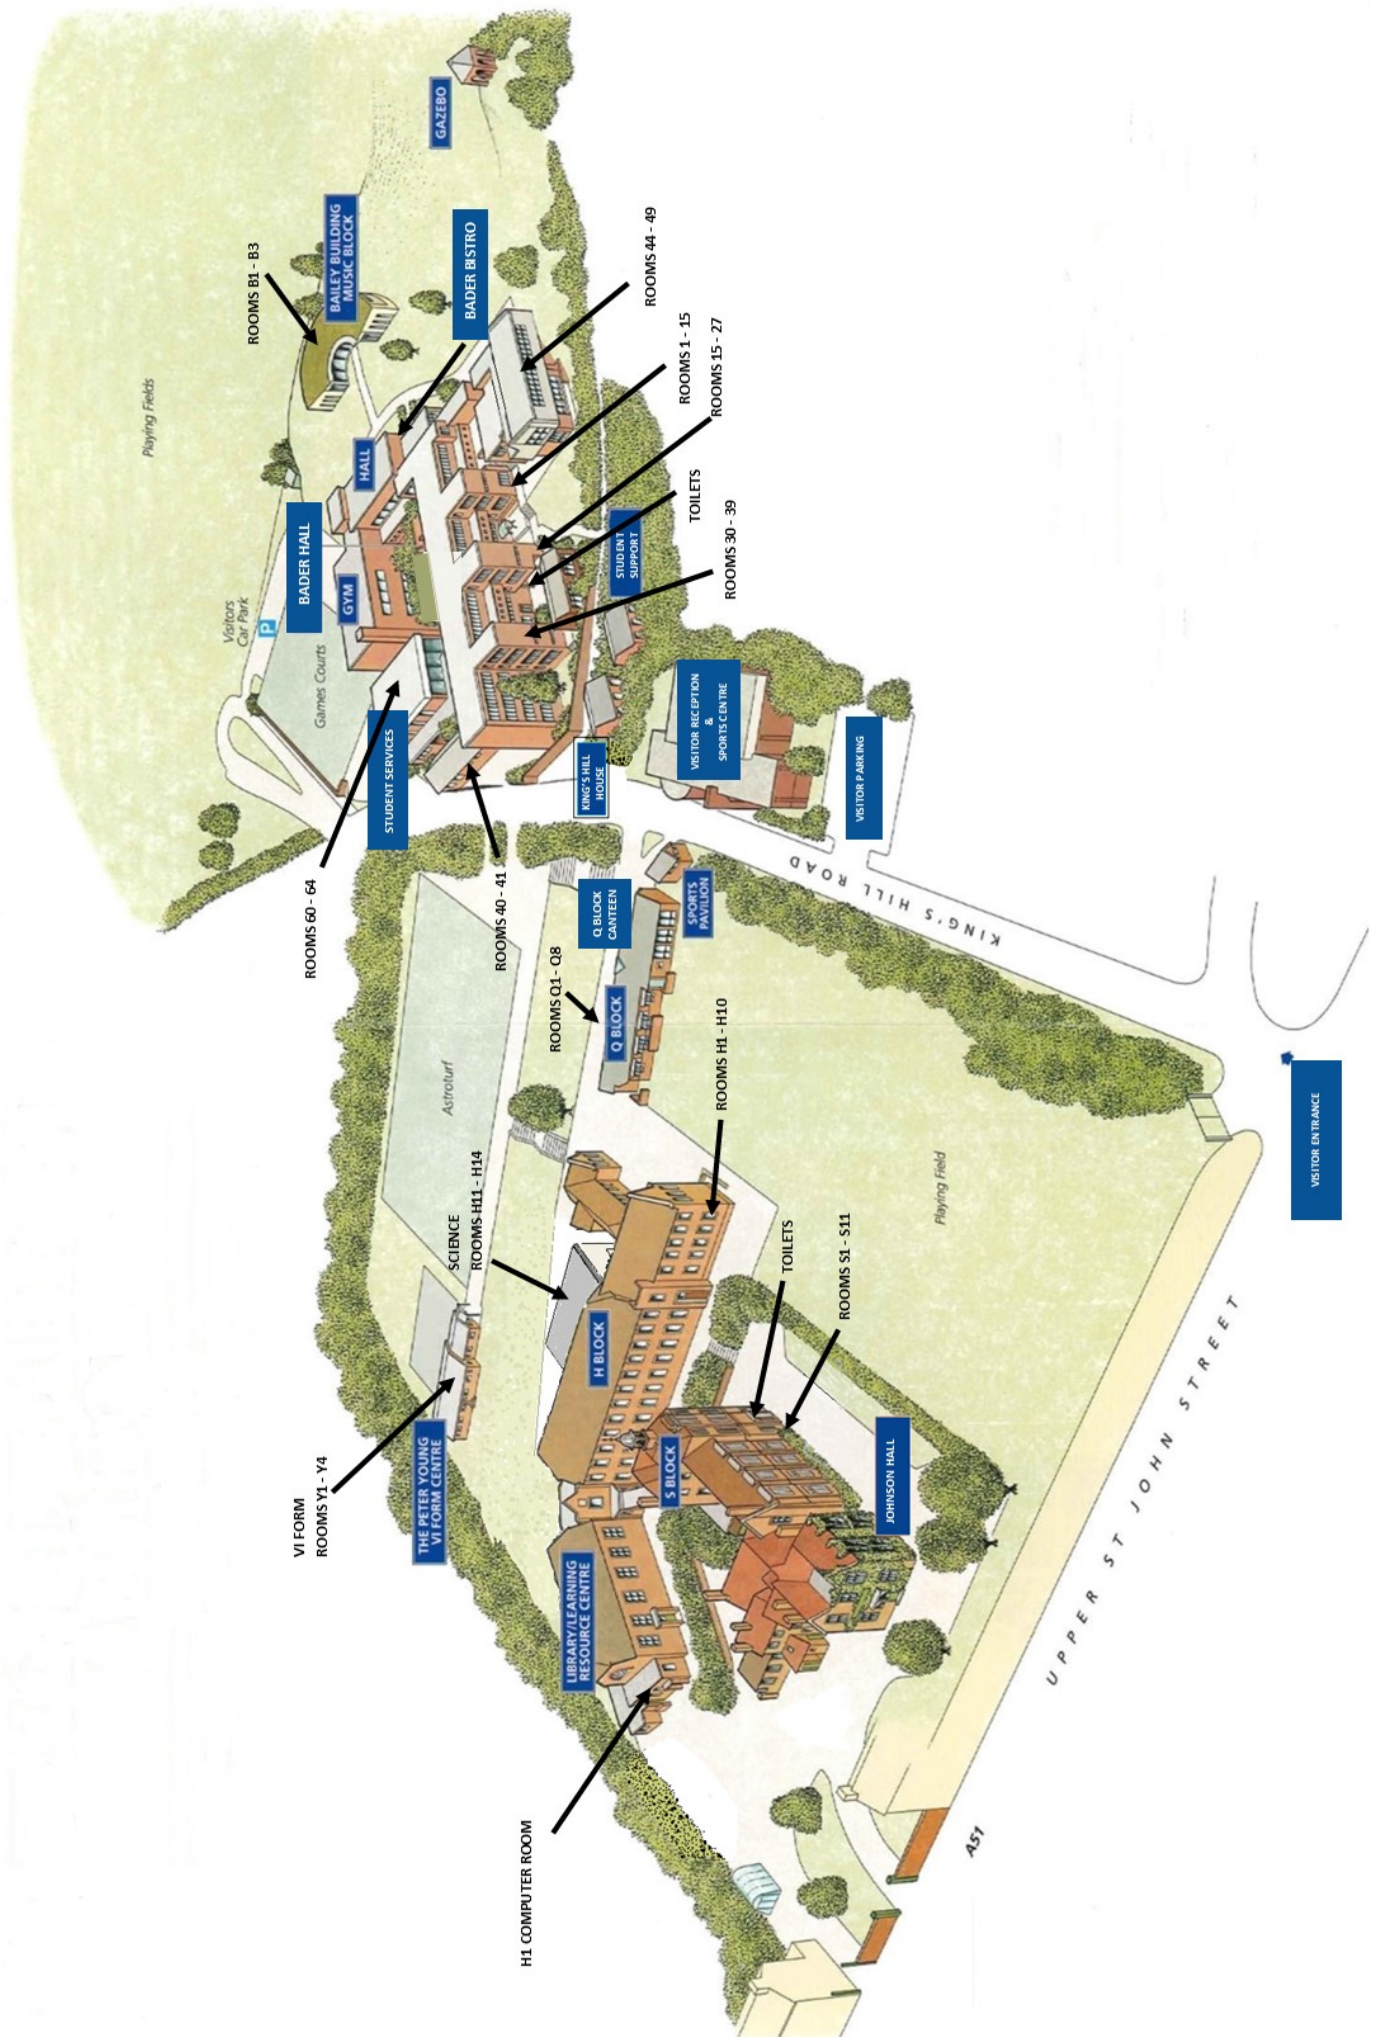 GAZEBO
BAILEY BUILDING
MUSIC BLOCK
ROOMS B1 - B3
BADER BISTRO
ROOMS 44 - 49
Playing Fields
HALL
ROOMS 1 - 15
ROOMS 15 - 27
TOILETS
ROOMS 30 - 39
BADER HALL
GYM
STUDENT
SUPPORT
Visitors
Car Park
P
Games Courts
STUDENT SERVICES
KING'S HILL
HOUSE
VISITOR RECEPTION
&
SPORTS CENTRE
VISITOR PARKING
ROOMS 60 - 64
ROOMS 40 - 41
Q BLOCK
CANTEEN
SPORTS
PAVILION
KING'S HILL ROAD
ROOMS Q1 - Q8
Q BLOCK
Astroturf
ROOMS H1 - H10
VISITOR ENTRANCE
Playing Field
SCIENCE
ROOMS H11 - H14
TOILETS
ROOMS S1 - S11
H BLOCK
S BLOCK
JOHNSON HALL
VI FORM
ROOMS Y1 - Y4
THE PETER YOUNG
VI FORM CENTRE
LIBRARY/LEARNING
RESOURCE CENTRE
UPPER ST JOHN STREET
H1 COMPUTER ROOM
A51